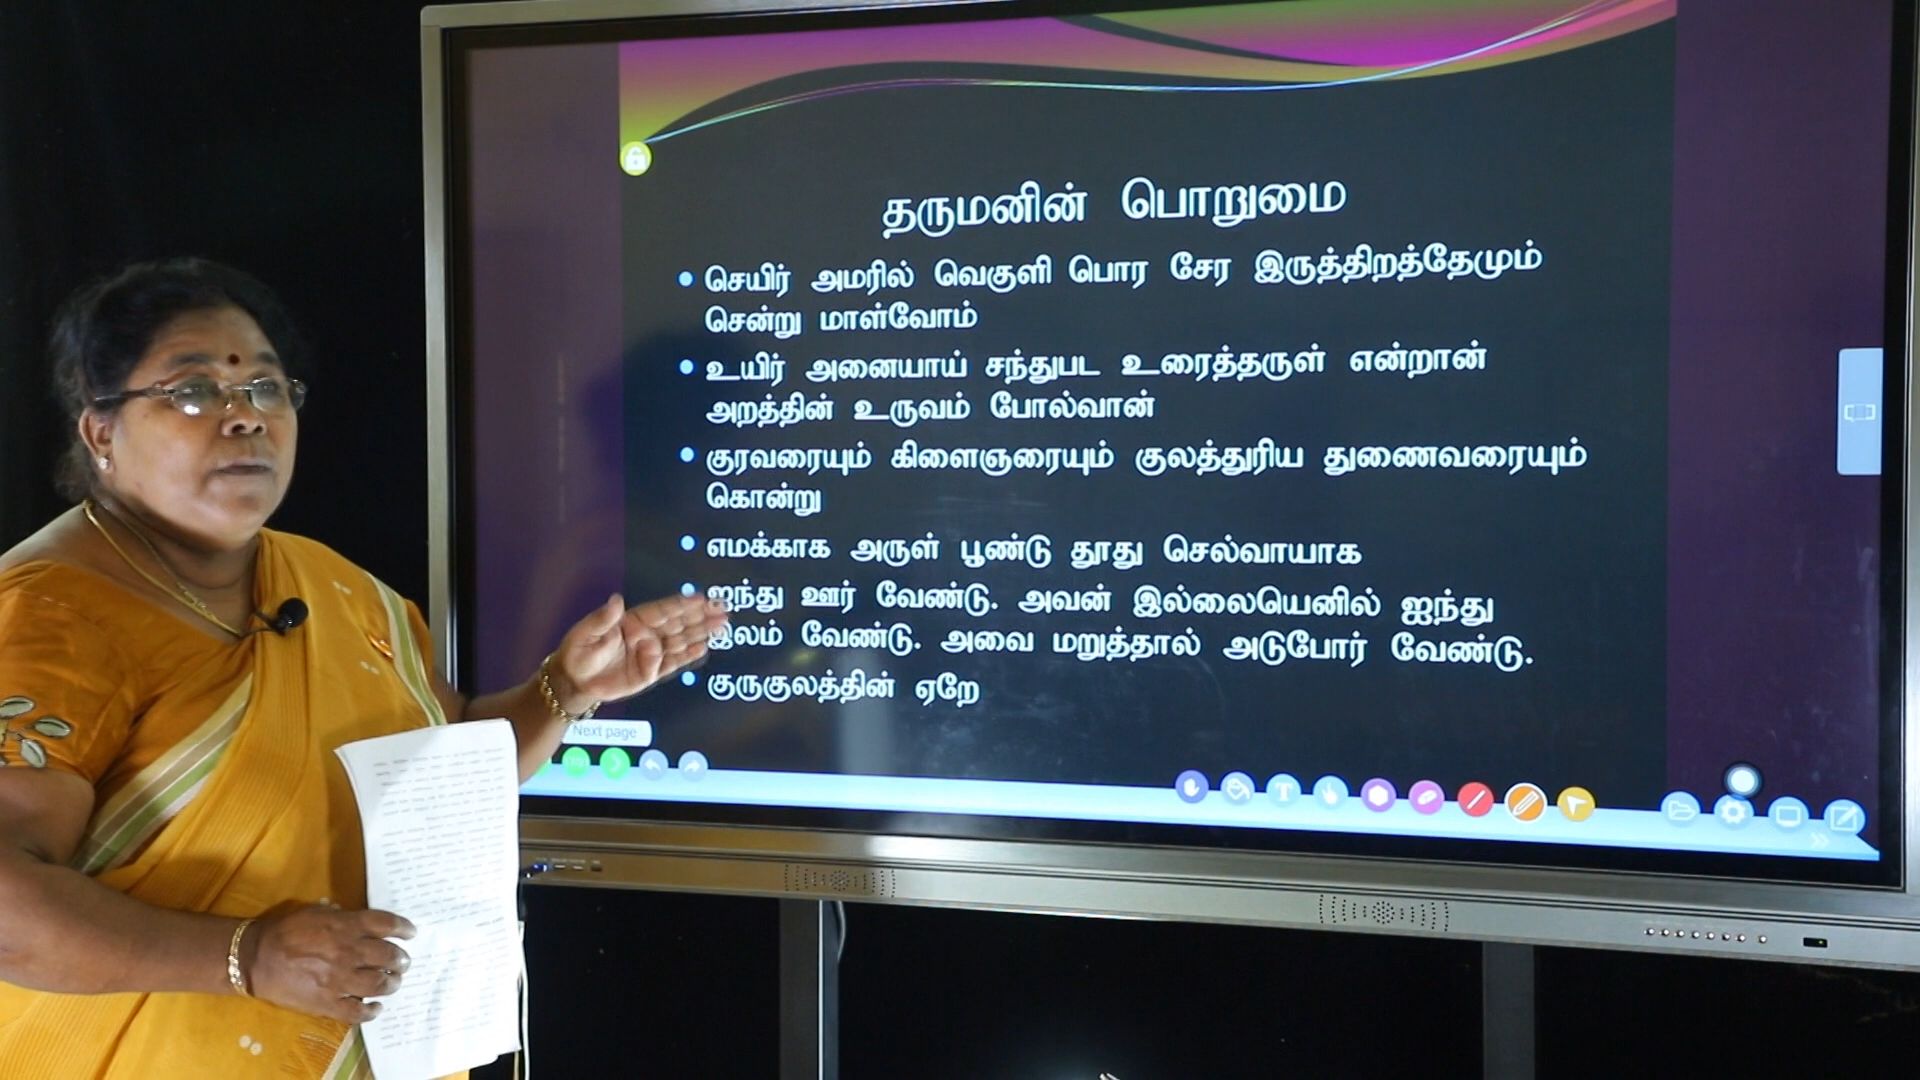 தருமனின் பொறுமை
• செயிர் அமரில் வெகுளி பொர சேர இருத்திறத்தேமும்
சென்று மாள்வோம்
• உயிர் அனையாய் சந்துபட உரைத்தருள் என்றான்
அறத்தின் உருவம் போல்வான்
• குரவரையும் கிளைஞரையும் குலத்துரிய துணைவரையும்
கொன்று
• எமக்காக அருள் பூண்டு தூது செல்வாயாக
• ஐந்து ஊர் வேண்டு. அவன் இல்லையெனில் ஐந்து
இலம் வேண்டு. அவை மறுத்தால் அடுபோர் வேண்டு.
• குருகுலத்தின் ஏறே
Next page